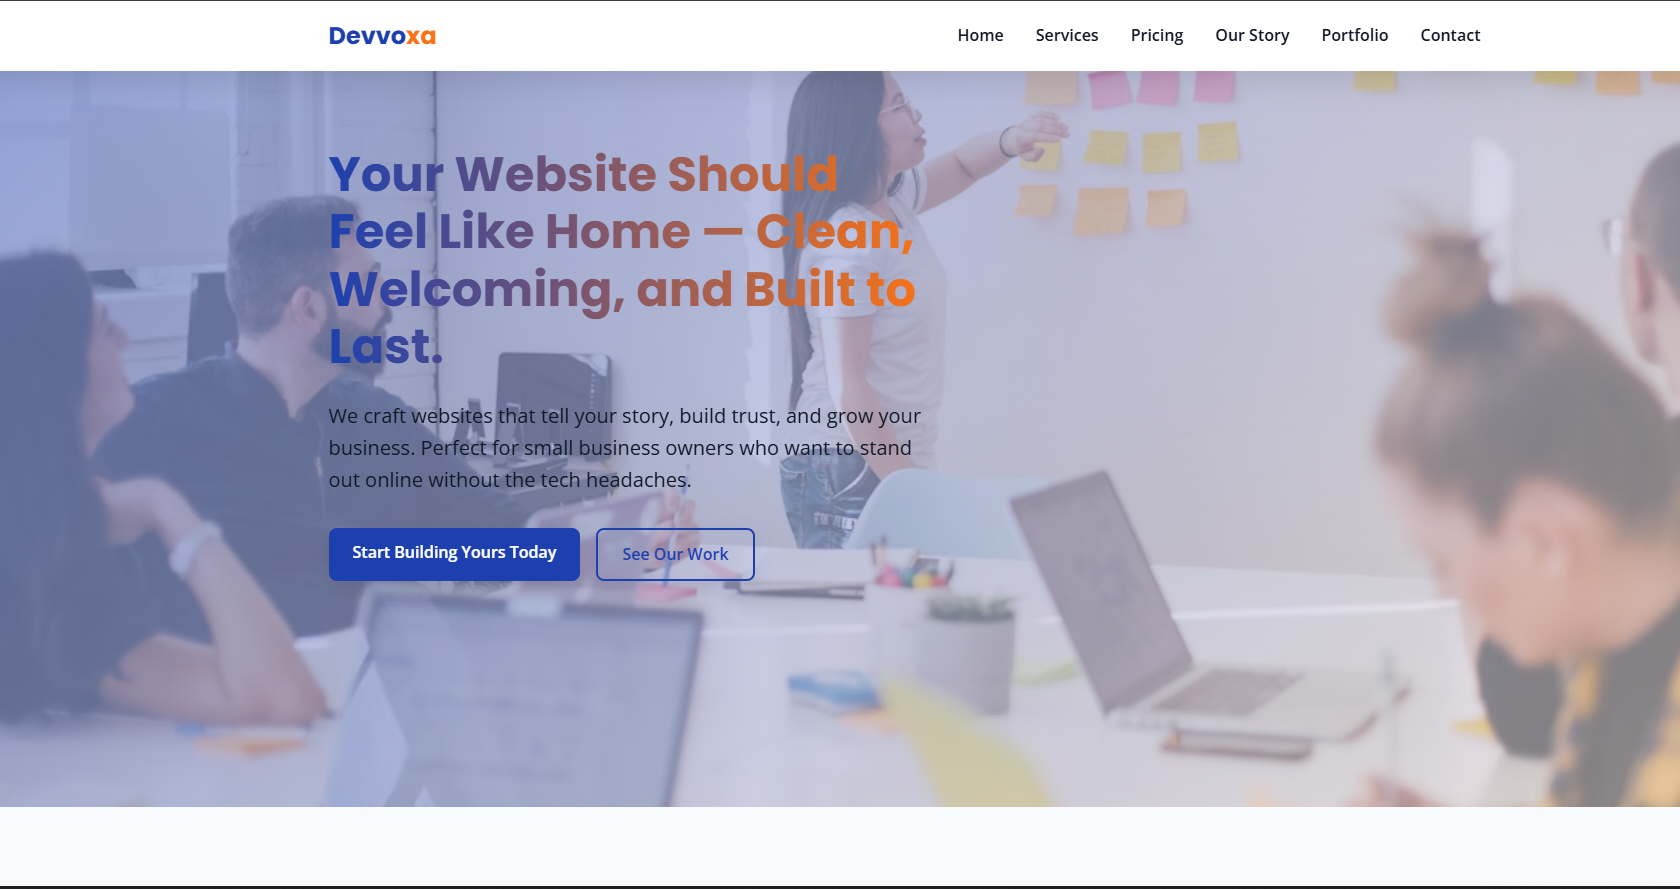 Devvoxa
Home Services Pricing Our Story Portfolio Contact
Your Website Should
Feel Like Home — Clean,
Welcoming, and Built to
Last.
We craft websites that tell your story, build trust, and grow your
business. Perfect for small business owners who want to stand
out online without the tech headaches.
Start Building Yours Today See Our Work